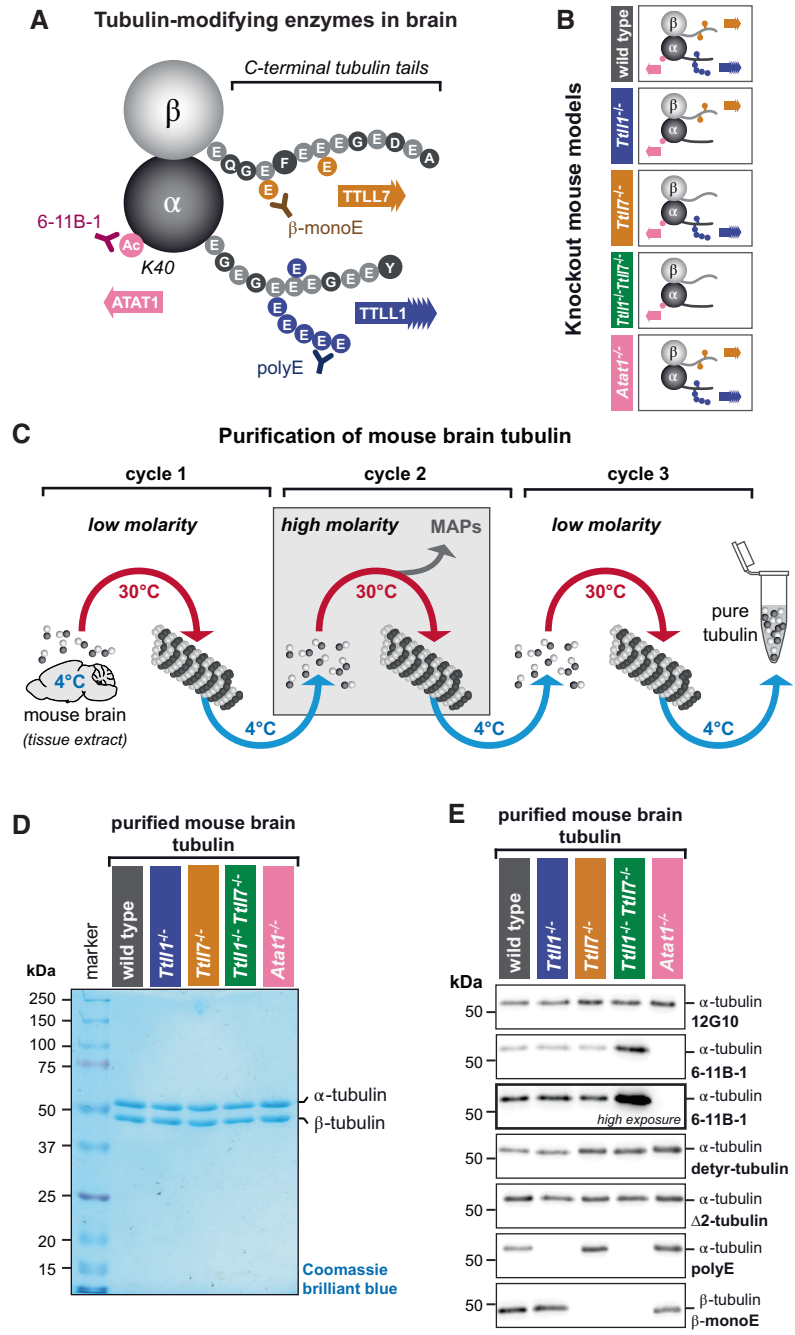 A
Tubulin-modifying enzymes in brain
C-terminal tubulin tails
β
E
Q
G
E
F
E
E
E
G
E
D
E
A
E
E
TTLL7
β-monoE
α
6-11B-1
Ac
K40
ATAT1
E
G
E
G
E
E
E
E
G
E
E
Y
E
E
E
E
E
E
TTLL1
polyE
B
Knockout mouse models
wild type
β
α
Ttll1-/-
β
α
Ttll7-/-
β
α
Ttll1-/-Ttll7-/-
β
α
Atat1-/-
β
α
C
Purification of mouse brain tubulin
cycle 1
cycle 2
cycle 3
low molarity
high molarity
MAPs
low molarity
30°C
30°C
30°C
pure
tubulin
4°C
mouse brain
(tissue extract)
4°C
4°C
4°C
D
purified mouse brain
tubulin
marker
wild type
Ttll1-/-
Ttll7-/-
Ttll1-/- Ttll7-/-
Atat1-/-
kDa
250
150
100
75
50
37
25
20
15
α-tubulin
β-tubulin
Coomassie
brilliant blue
E
purified mouse brain
tubulin
wild type
Ttll1-/-
Ttll7-/-
Ttll1-/- Ttll7-/-
Atat1-/-
kDa
50
α-tubulin
12G10
50
α-tubulin
6-11B-1
50
α-tubulin
high exposure
6-11B-1
50
α-tubulin
detyr-tubulin
50
α-tubulin
Δ2-tubulin
50
α-tubulin
polyE
50
β-tubulin
β-monoE